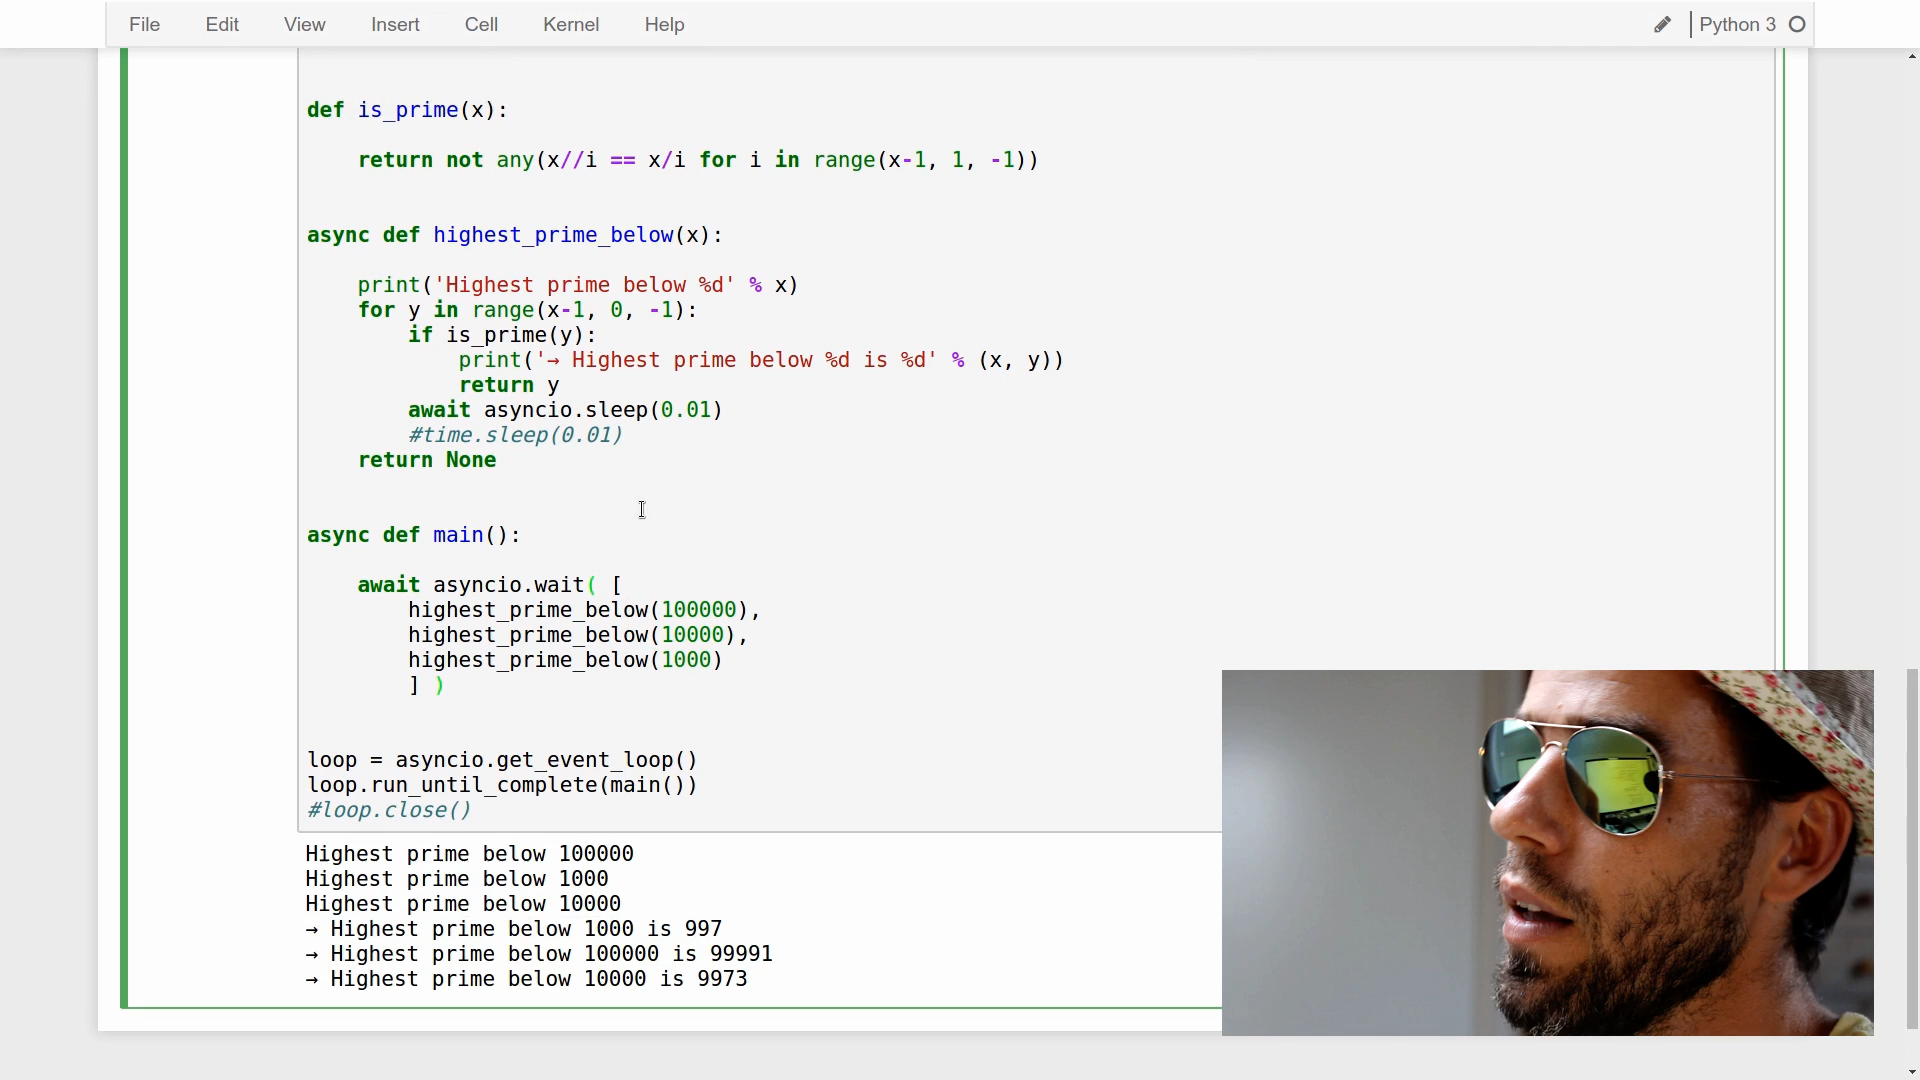 File Edit View Insert Cell Kernel Help Python 3
def is_prime(x):
    return not any(x//i == x/i for i in range(x-1, 1, -1))
async def highest_prime_below(x):
    print('Highest prime below %d' % x)
    for y in range(x-1, 0, -1):
        if is_prime(y):
            print('→ Highest prime below %d is %d' % (x, y))
            return y
        await asyncio.sleep(0.01)
        #time.sleep(0.01)
    return None
async def main():
    await asyncio.wait( [
        highest_prime_below(100000),
        highest_prime_below(10000),
        highest_prime_below(1000)
        ] )
loop = asyncio.get_event_loop()
loop.run_until_complete(main())
#loop.close()
Highest prime below 100000
Highest prime below 1000
Highest prime below 10000
→ Highest prime below 1000 is 997
→ Highest prime below 100000 is 99991
→ Highest prime below 10000 is 9973